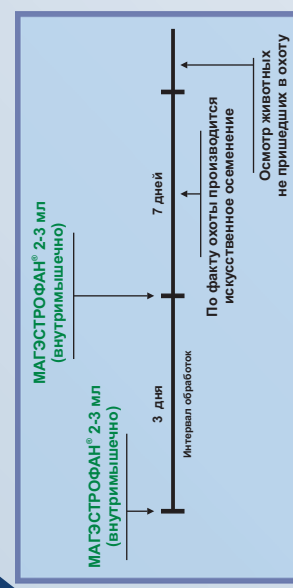 МАГЭСТРОФАН® 2-3 мл
(внутримышечно)
МАГЭСТРОФАН® 2-3 мл
(внутримышечно)
3 дня
Интервал обработок
7 дней
По факту охоты производится
искусственное осеменение
Осмотр животных
не пришедших в охоту